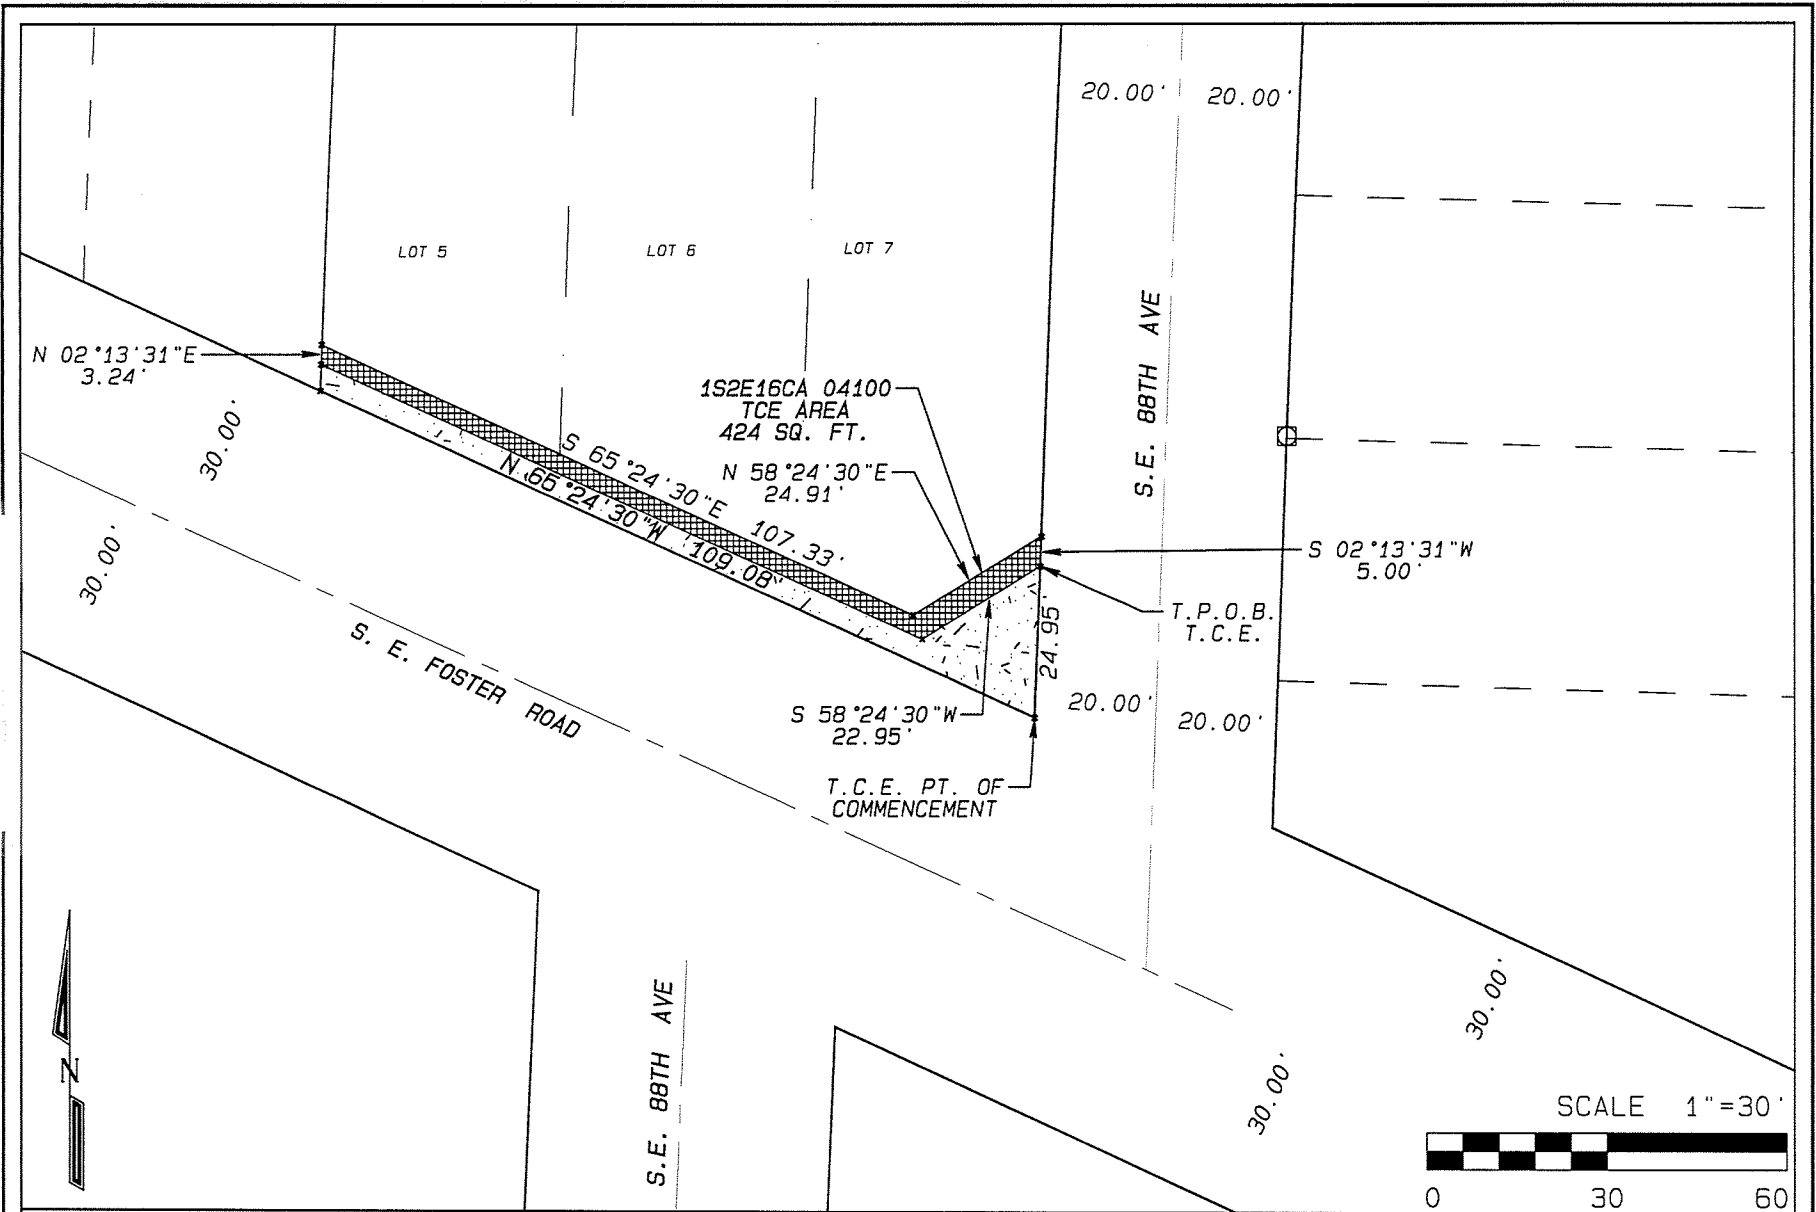 20.00'
20.00'
LOT 5
LOT 6
LOT 7
S.E. 88TH AVE
N 02°13'31"E
3.24'
1S2E16CA 04100
TCE AREA
424 SQ. FT.
N 58°24'30"E
24.91'
30.00'
30.00'
S 65°24'30"E 107.33'
N 65°24'30"W 109.08'
S 02°13'31"W
5.00'
T.P.O.B.
T.C.E.
24.95'
S. E. FOSTER ROAD
S 58°24'30"W
22.95'
20.00'
20.00'
T.C.E. PT. OF
COMMENCEMENT
N
S.E. 88TH AVE
30.00'
30.00'
SCALE 1"=30'
0 30 60